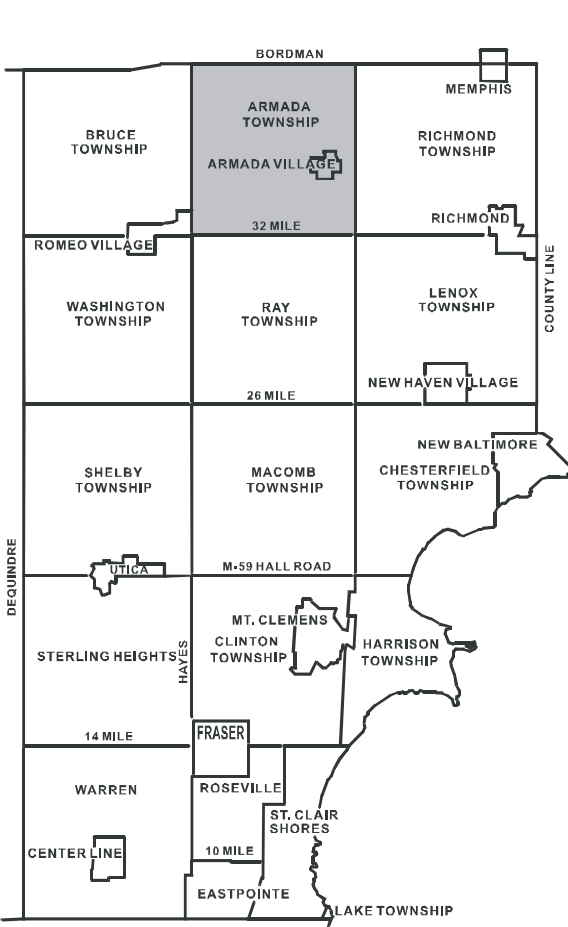 BORDMAN
MEMPHIS
ARMADA
TOWNSHIP
BRUCE
TOWNSHIP
RICHMOND
TOWNSHIP
ARMADA VILLAGE
RICHMOND
32 MILE
ROMEO VILLAGE
COUNTY LINE
WASHINGTON
TOWNSHIP
RAY
TOWNSHIP
LENOX
TOWNSHIP
NEW HAVEN VILLAGE
26 MILE
NEW BALTIMORE
SHELBY
TOWNSHIP
MACOMB
TOWNSHIP
CHESTERFIELD
TOWNSHIP
DEQUINDRE
UTICA
M-59 HALL ROAD
MT. CLEMENS
STERLING HEIGHTS
HAYES
CLINTON
TOWNSHIP
HARRISON
TOWNSHIP
14 MILE
FRASER
WARREN
ROSEVILLE
ST. CLAIR
SHORES
CENTER LINE
10 MILE
EASTPOINTE
LAKE TOWNSHIP